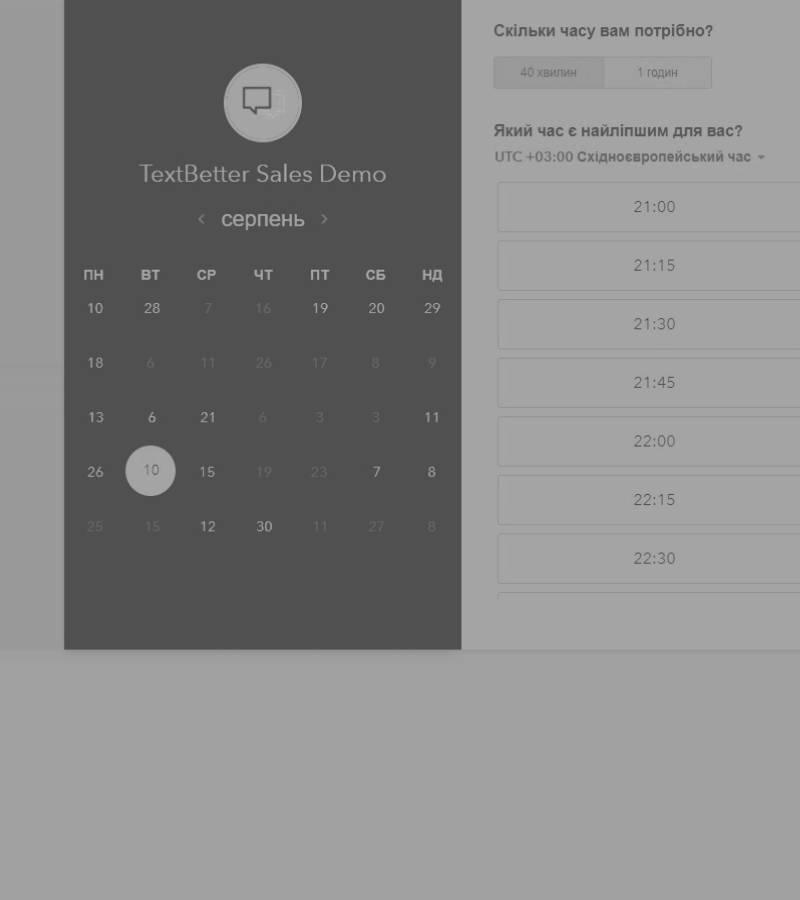 TextBetter Sales Demo
‹ серпень ›
ПН ВТ СР ЧТ ПТ СБ НД
10 28 7 16 19 20 29
18 6 11 26 17 8 9
13 6 21 6 3 3 11
26 10 15 19 23 7 8
25 15 12 30 11 27 8
Скільки часу вам потрібно?
40 хвилин 1 годин
Який час є найліпшим для вас?
UTC +03:00 Східноєвропейський час
21:00
21:15
21:30
21:45
22:00
22:15
22:30